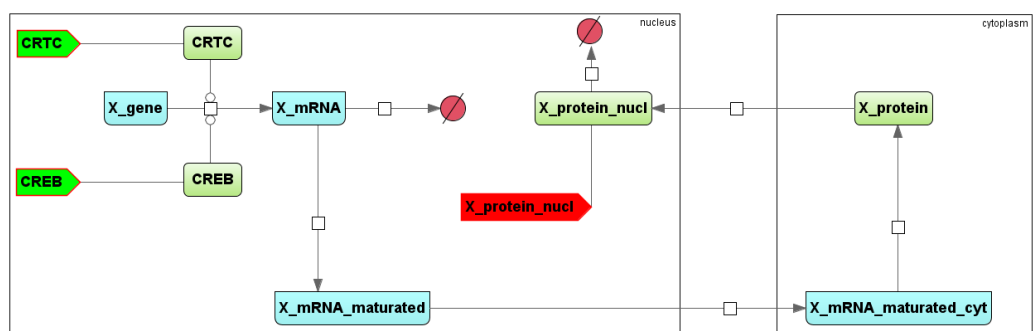 nucleus
cytoplasm
CRTC
CRTC
X_gene
X_mRNA
X_protein_nucl
X_protein
CREB
CREB
X_protein_nucl
X_mRNA_maturated
X_mRNA_maturated_cyt